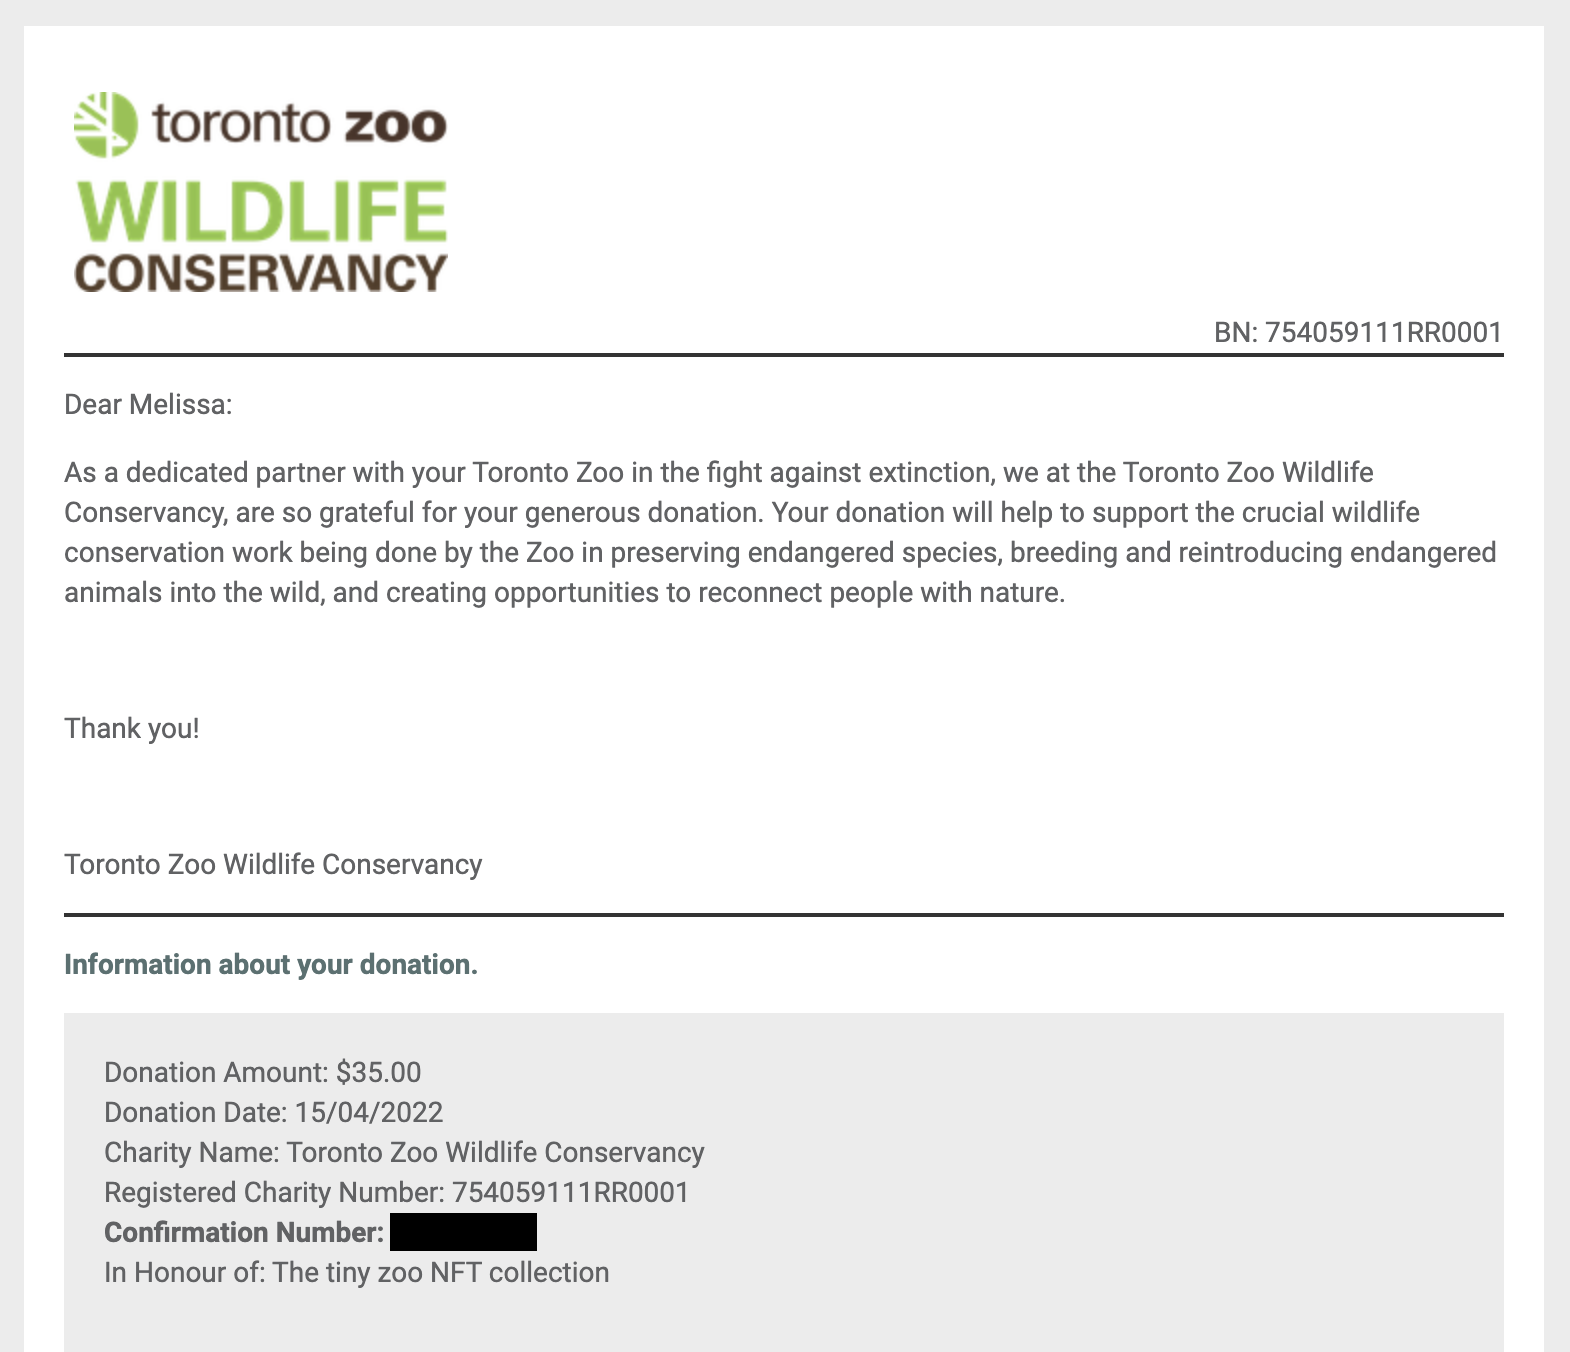 toronto zoo
WILDLIFE
CONSERVANCY
BN: 754059111RR0001
Dear Melissa:
As a dedicated partner with your Toronto Zoo in the fight against extinction, we at the Toronto Zoo Wildlife
Conservancy, are so grateful for your generous donation. Your donation will help to support the crucial wildlife
conservation work being done by the Zoo in preserving endangered species, breeding and reintroducing endangered
animals into the wild, and creating opportunities to reconnect people with nature.
Thank you!
Toronto Zoo Wildlife Conservancy
Information about your donation.
Donation Amount: $35.00
Donation Date: 15/04/2022
Charity Name: Toronto Zoo Wildlife Conservancy
Registered Charity Number: 754059111RR0001
Confirmation Number:
In Honour of: The tiny zoo NFT collection